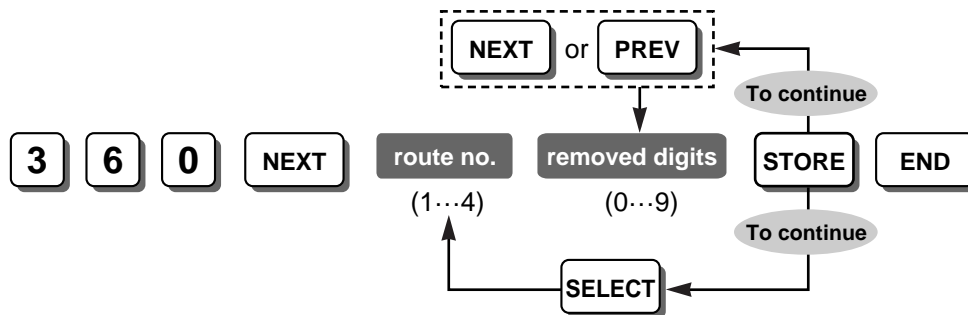 NEXT or PREV
To continue
3 6 0 NEXT route no. removed digits STORE END
(1···4) (0···9)
To continue
SELECT